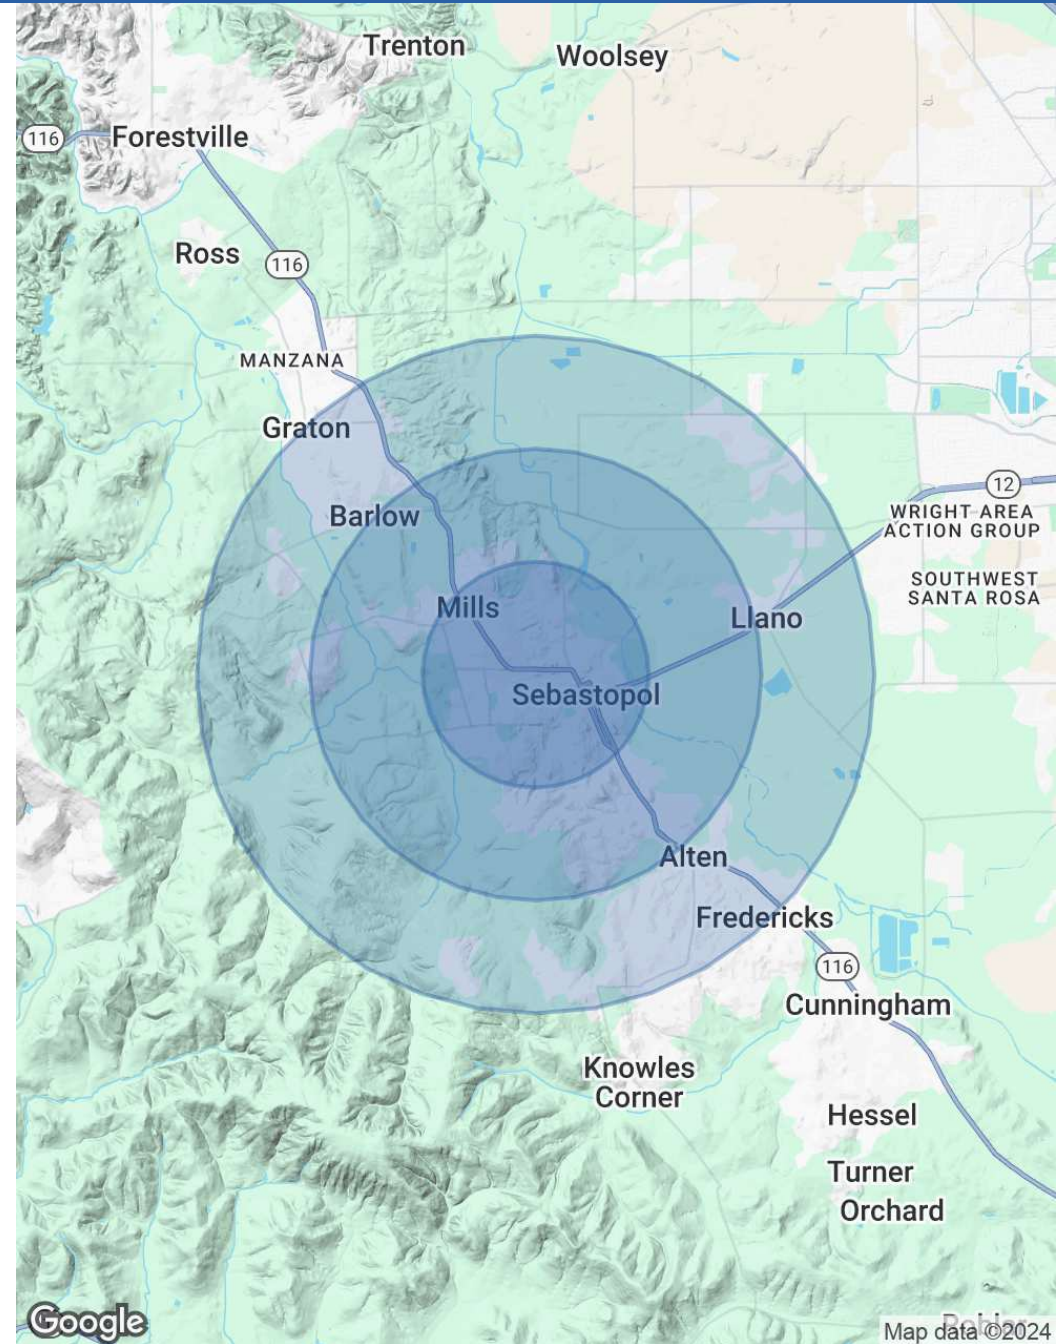 Trenton
Woolsey
116
Forestville
Ross
116
MANZANA
Graton
12
WRIGHT AREA
ACTION GROUP
Barlow
SOUTHWEST
SANTA ROSA
Mills
Llano
Sebastopol
Alten
Fredericks
116
Cunningham
Knowles
Corner
Hessel
Turner
Orchard
Google
Map data ©2024